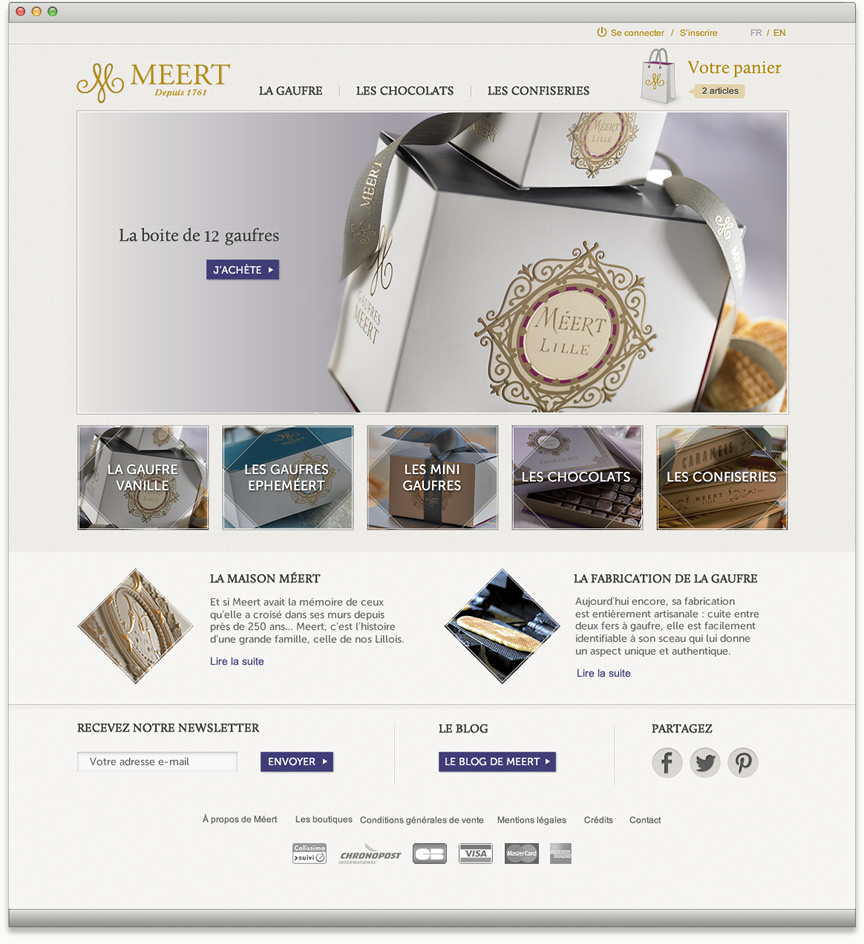 Se connecter / S'inscrire FR / EN
MEERT
Depuis 1761
LA GAUFRE LES CHOCOLATS LES CONFISERIES
Votre panier
2 articles
MEERT
MÉERT
LILLE
La boite de 12 gaufres
J'ACHÈTE
GAUFRES
MÉERT
MÉERT
LILLE
LA GAUFRE
VANILLE
LES GAUFRES
EPHEMÉERT
LES MINI
GAUFRES
LES CHOCOLATS
CARAMELS
LES CONFISERIES
LA MAISON MÉERT
Et si Meert avait la mémoire de ceux
qu'elle a croisé dans ses murs depuis
près de 250 ans... Meert, c'est l'histoire
d'une grande famille, celle de nos Lillois.
Lire la suite
LA FABRICATION DE LA GAUFRE
Aujourd'hui encore, sa fabrication
est entièrement artisanale : cuite entre
deux fers à gaufre, elle est facilement
identifiable à son sceau qui lui donne
un aspect unique et authentique.
Lire la suite
RECEVEZ NOTRE NEWSLETTER
Votre adresse e-mail
ENVOYER
LE BLOG
LE BLOG DE MEERT
PARTAGEZ
À propos de Méert Les boutiques Conditions générales de vente Mentions légales Crédits Contact
Colissimo
suivi
CHRONOPOST
INTERNATIONAL
CB
VISA
MasterCard